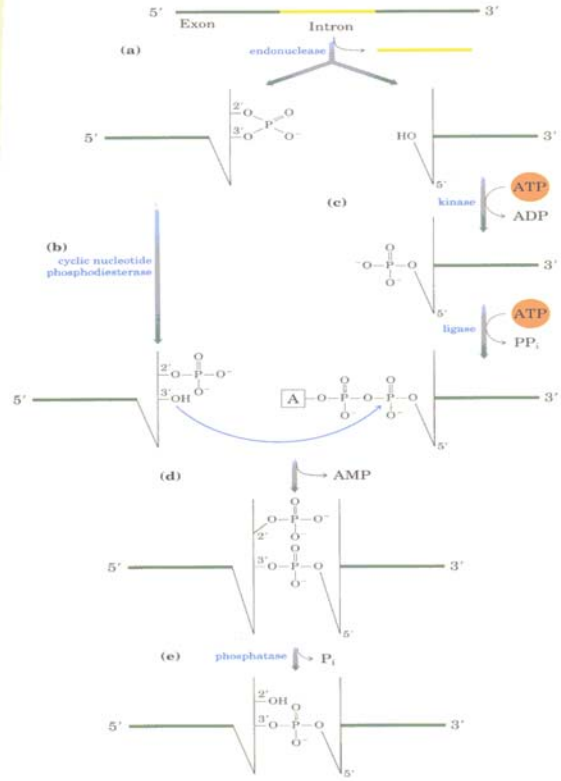 5′ 3′
Exon Intron
(a) endonuclease
2′ O O
P
5′ 3′ O O⁻
HO 3′
5′
(c) kinase ATP
ADP
(b)
cyclic nucleotide
phosphodiesterase
O
⁻O—P—O 3′
O⁻
5′
ligase ATP
PPᵢ
2′ O
O—P—O⁻
O⁻
5′ 3′ OH
O O
A—O—P—O—P—O 3′
O⁻ O⁻
5′
(d) AMP
O
O—P—O⁻
2′ O⁻
O
5′ 3′ O—P—O 3′
O⁻
5′
(e) phosphatase Pᵢ
2′ OH
O
5′ 3′ O—P—O 3′
O⁻
5′